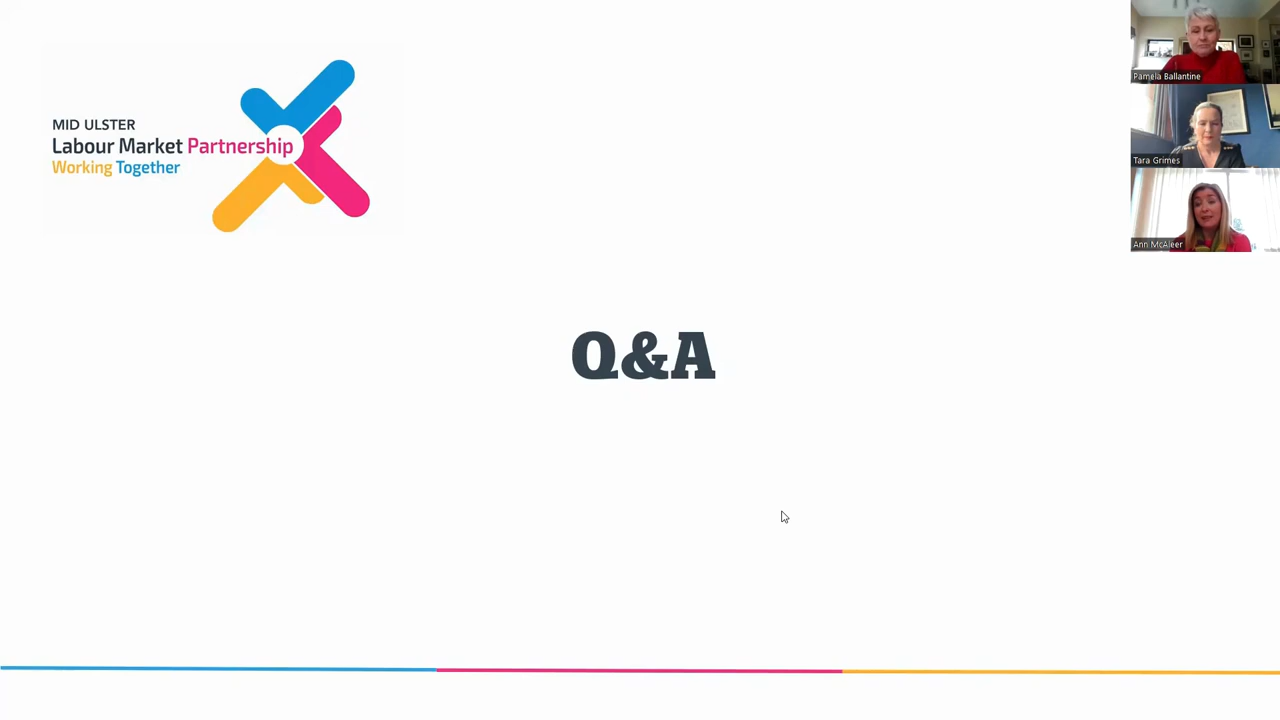 MID ULSTER
Labour Market Partnership
Working Together
Q&A
Pamela Ballantine
Tara Grimes
Ann McAleer